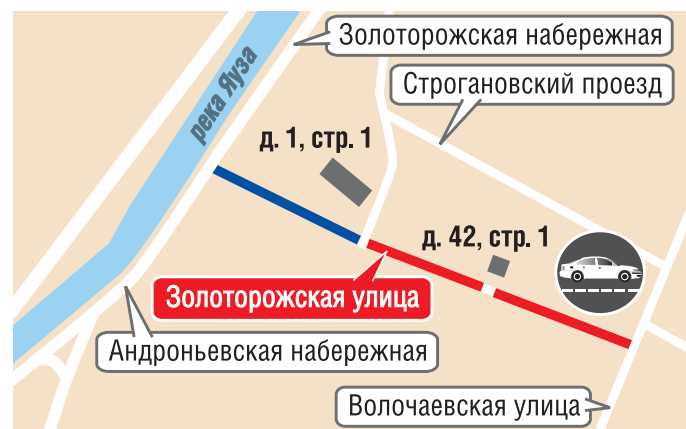 Золоторожская набережная
Строгановский проезд
река Яуза
д. 1, стр. 1
д. 42, стр. 1
Золоторожская улица
Андроньевская набережная
Волочаевская улица